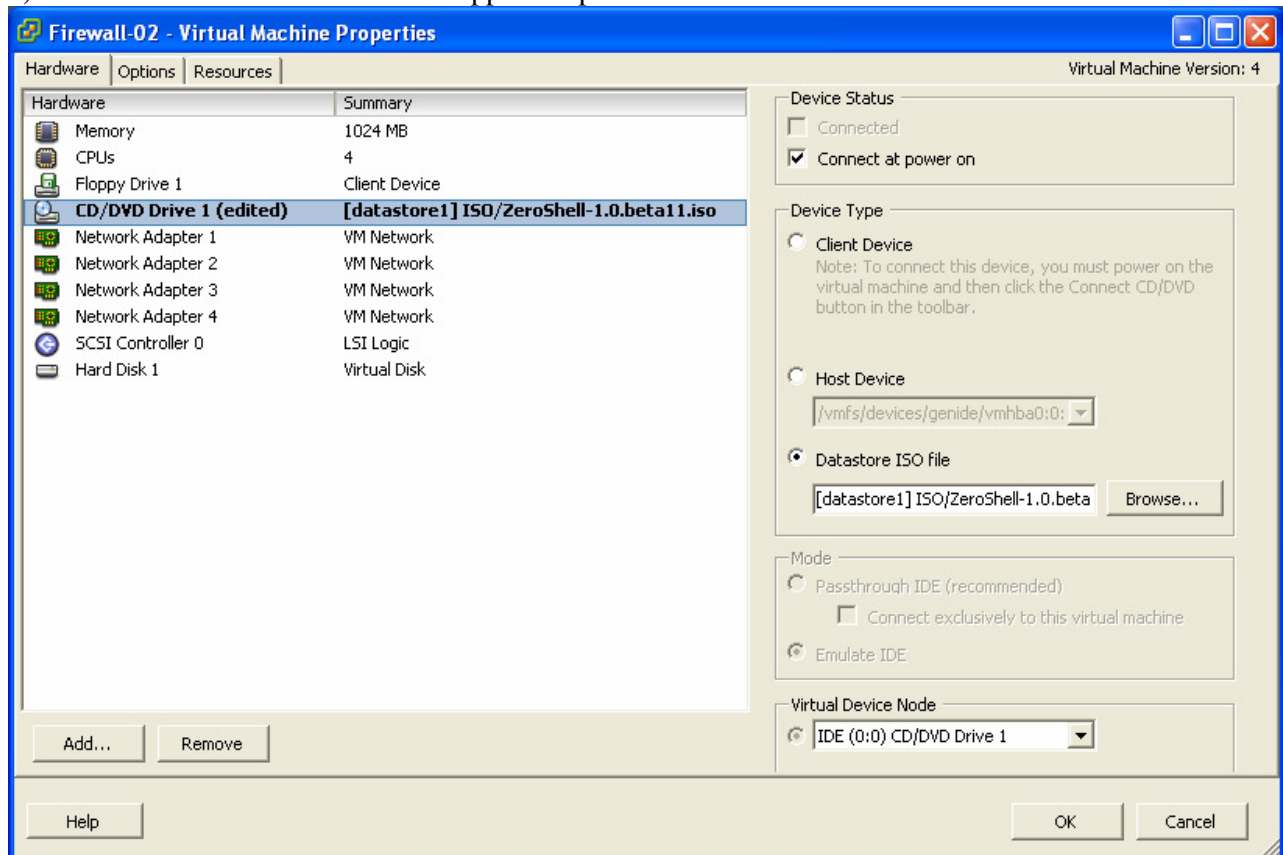 Firewall-02 - Virtual Machine Properties
Hardware Options Resources
Virtual Machine Version: 4
Hardware Summary
Memory 1024 MB
CPUs 4
Floppy Drive 1 Client Device
CD/DVD Drive 1 (edited) [datastore1] ISO/ZeroShell-1.0.beta11.iso
Network Adapter 1 VM Network
Network Adapter 2 VM Network
Network Adapter 3 VM Network
Network Adapter 4 VM Network
SCSI Controller 0 LSI Logic
Hard Disk 1 Virtual Disk
Add... Remove
Device Status
Connected
Connect at power on
Device Type
Client Device
Note: To connect this device, you must power on the
virtual machine and then click the Connect CD/DVD
button in the toolbar.
Host Device
/vmfs/devices/genide/vmhba0:0:
Datastore ISO file
[datastore1] ISO/ZeroShell-1.0.beta Browse...
Mode
Passthrough IDE (recommended)
Connect exclusively to this virtual machine
Emulate IDE
Virtual Device Node
IDE (0:0) CD/DVD Drive 1
Help OK Cancel